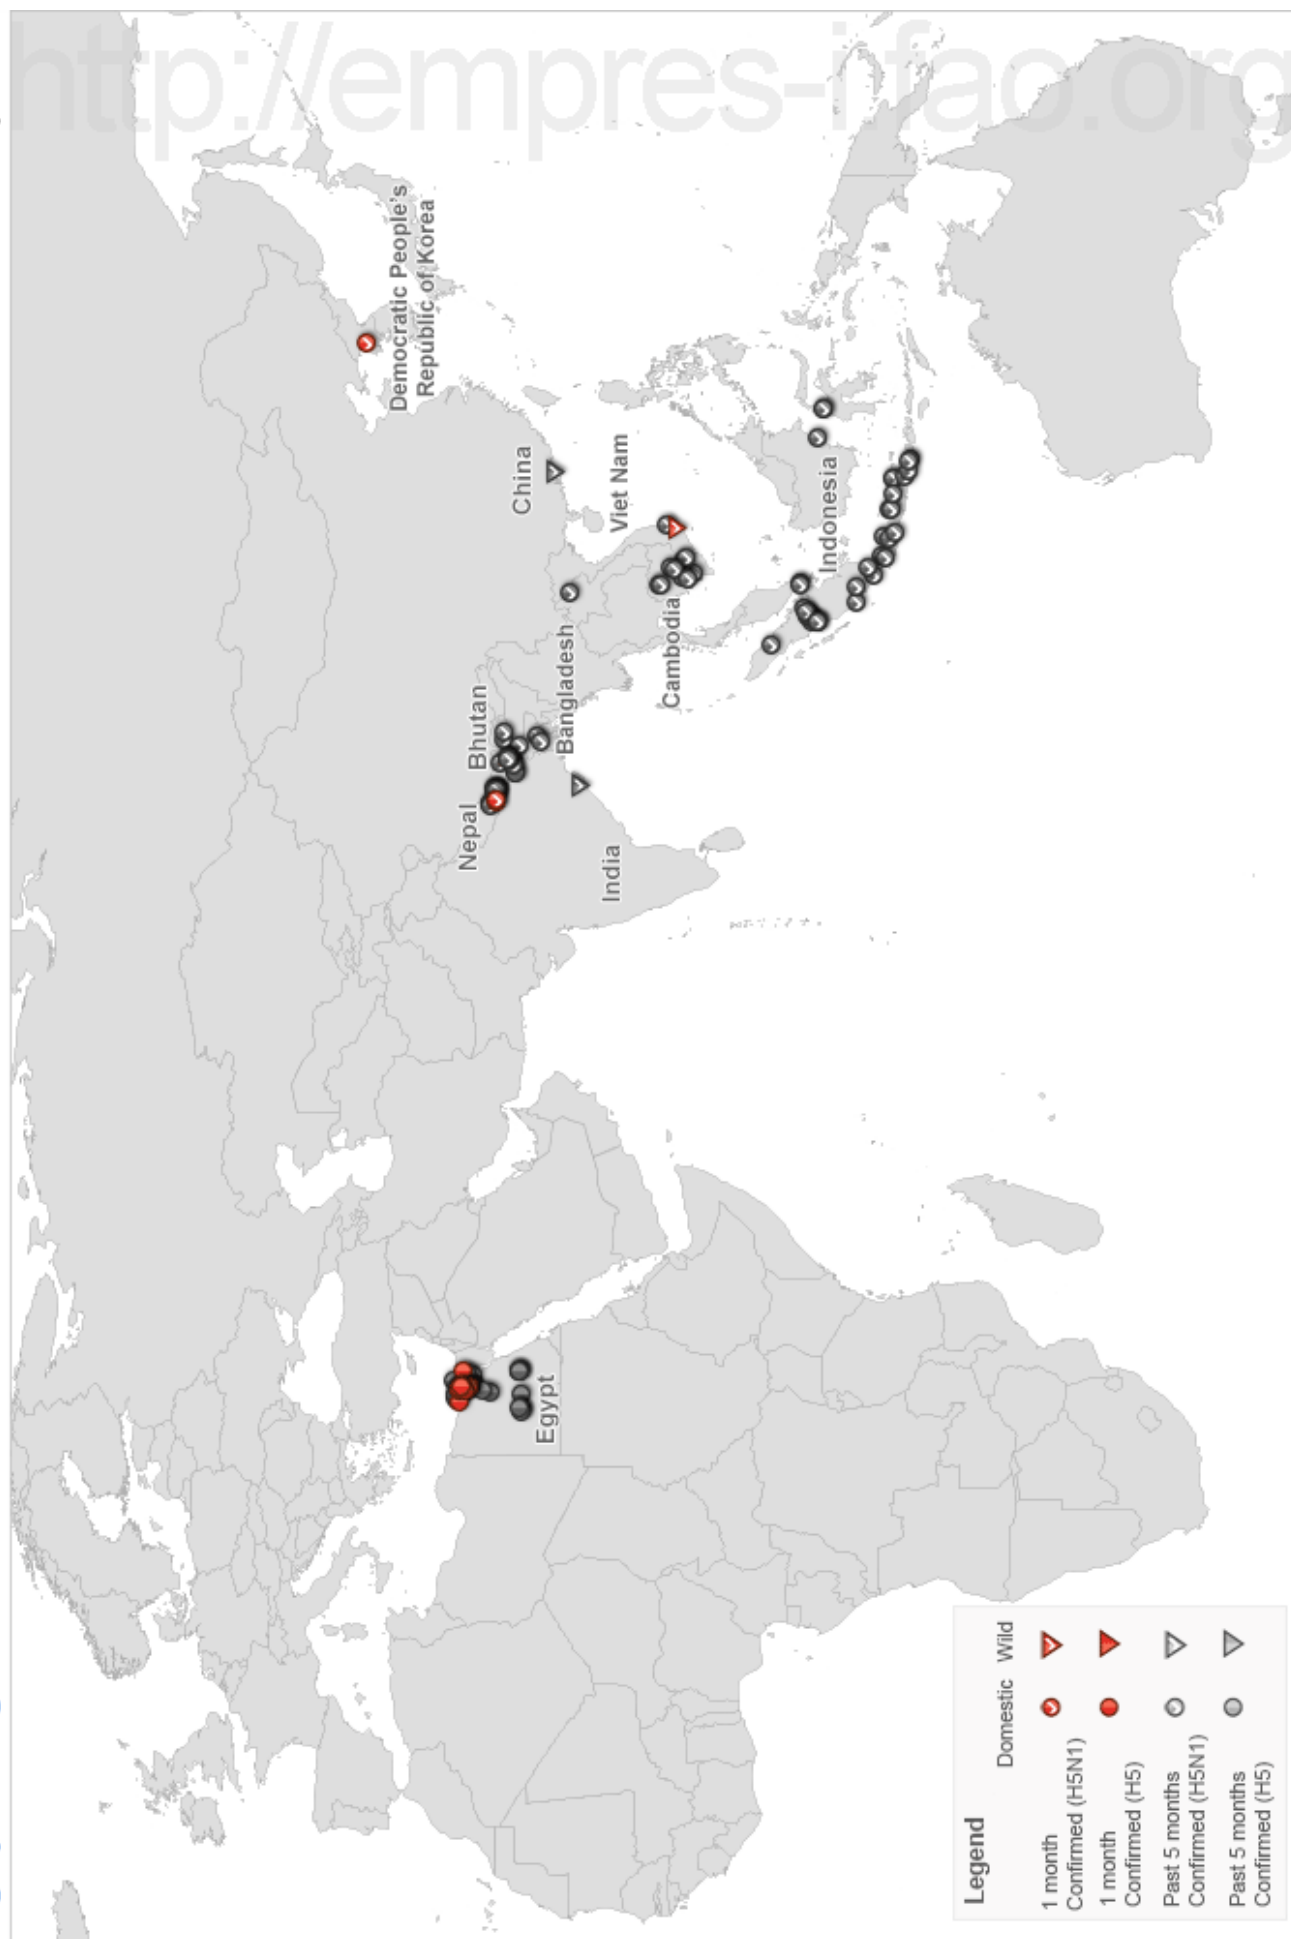 http://empres-i.fao.org
Democratic People's
Republic of Korea
China
Viet Nam
Nepal
Bhutan
Bangladesh
Cambodia
India
Indonesia
Egypt
Legend
Domestic Wild
1 month
Confirmed (H5N1)
1 month
Confirmed (H5)
Past 5 months
Confirmed (H5N1)
Past 5 months
Confirmed (H5)